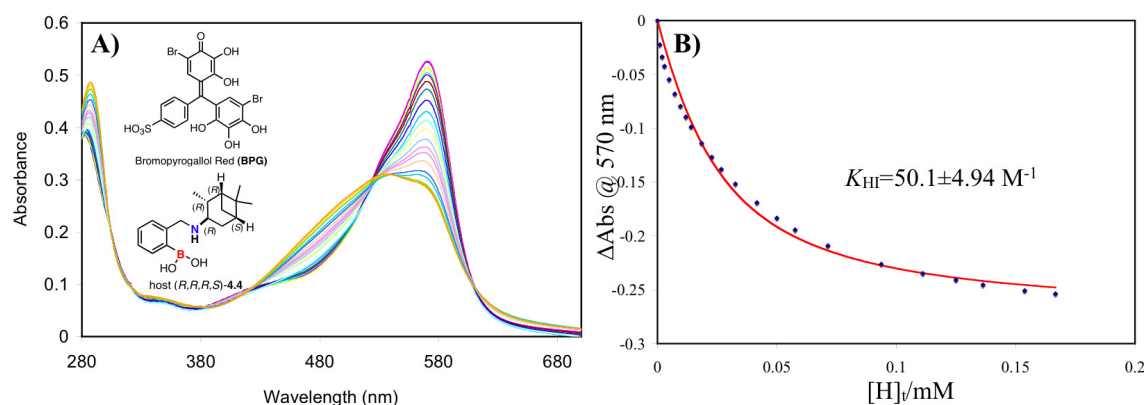 A)
0.6
0.5
0.4
0.3
0.2
0.1
0
Absorbance
280
380
480
580
680
Wavelength (nm)
O
Br
OH
OH
Br
HO₃S
OH
OH
OH
Bromopyrogallol Red (BPG)
H
(R)
(R)
N
H
(R)
(S)
H
B
HO
OH
host (R,R,R,S)-4.4
B)
0
-0.05
-0.1
-0.15
-0.2
-0.25
-0.3
ΔAbs @ 570 nm
K_HI=50.1±4.94 M⁻¹
0
0.05
0.1
0.15
0.2
[H]ₜ/mM